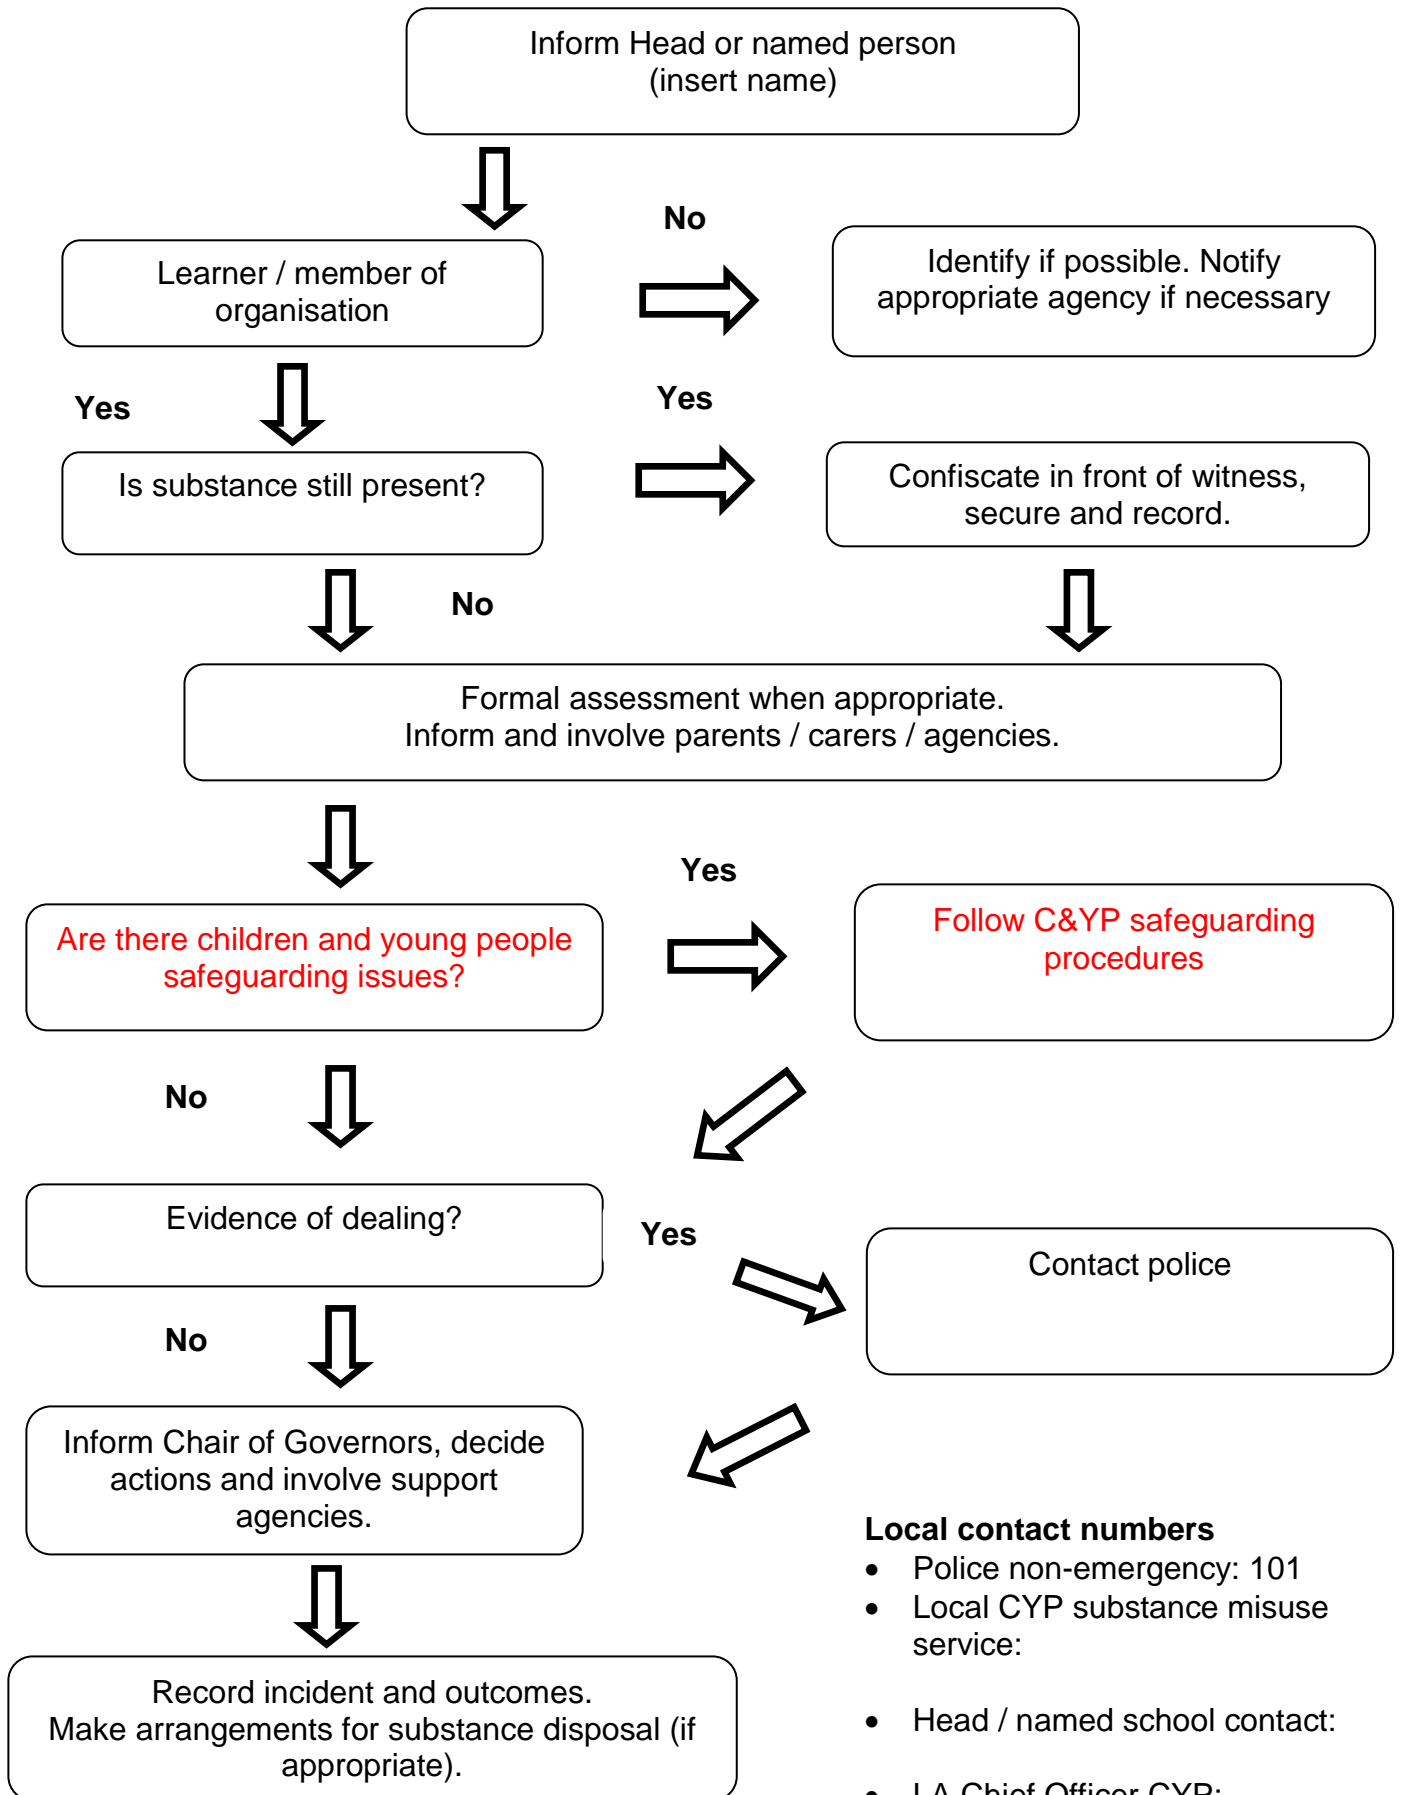 Inform Head or named person
(insert name)
No
Learner / member of
organisation
Identify if possible. Notify
appropriate agency if necessary
Yes
Yes
Is substance still present?
Confiscate in front of witness,
secure and record.
No
Formal assessment when appropriate.
Inform and involve parents / carers / agencies.
Yes
Are there children and young people
safeguarding issues?
Follow C&YP safeguarding
procedures
No
Evidence of dealing?
Yes
Contact police
No
Inform Chair of Governors, decide
actions and involve support
agencies.
Record incident and outcomes.
Make arrangements for substance disposal (if
appropriate).
Local contact numbers
• Police non-emergency: 101
• Local CYP substance misuse
service:
• Head / named school contact:
• LA Chief Officer CYP: